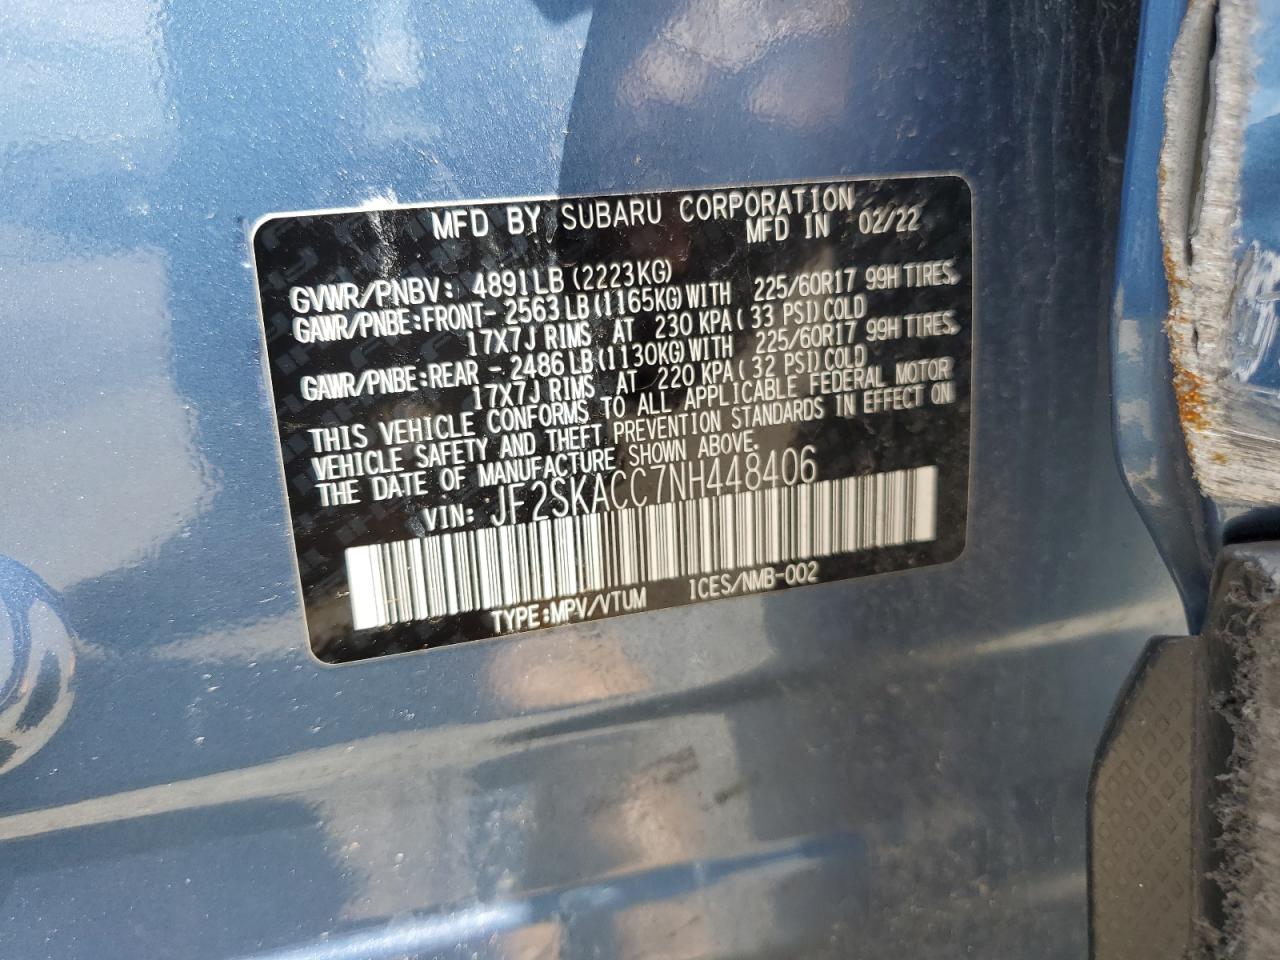 MFD BY SUBARU CORPORATION
MFD IN 02/22
GVWR/PNBV: 4891LB (2223KG)
GAWR/PNBE:FRONT- 2563LB(1165KG)WITH 225/60R17 99H TIRES,
17X7J RIMS AT 230 KPA( 33 PSI)COLD
GAWR/PNBE:REAR - 2486LB(1130KG)WITH 225/60R17 99H TIRES,
17X7J RIMS AT 220 KPA( 32 PSI)COLD
THIS VEHICLE CONFORMS TO ALL APPLICABLE FEDERAL MOTOR
VEHICLE SAFETY AND THEFT PREVENTION STANDARDS IN EFFECT ON
THE DATE OF MANUFACTURE SHOWN ABOVE.
VIN: JF2SKACC7NH448406
TYPE:MPV/VTUM ICES/NMB-002